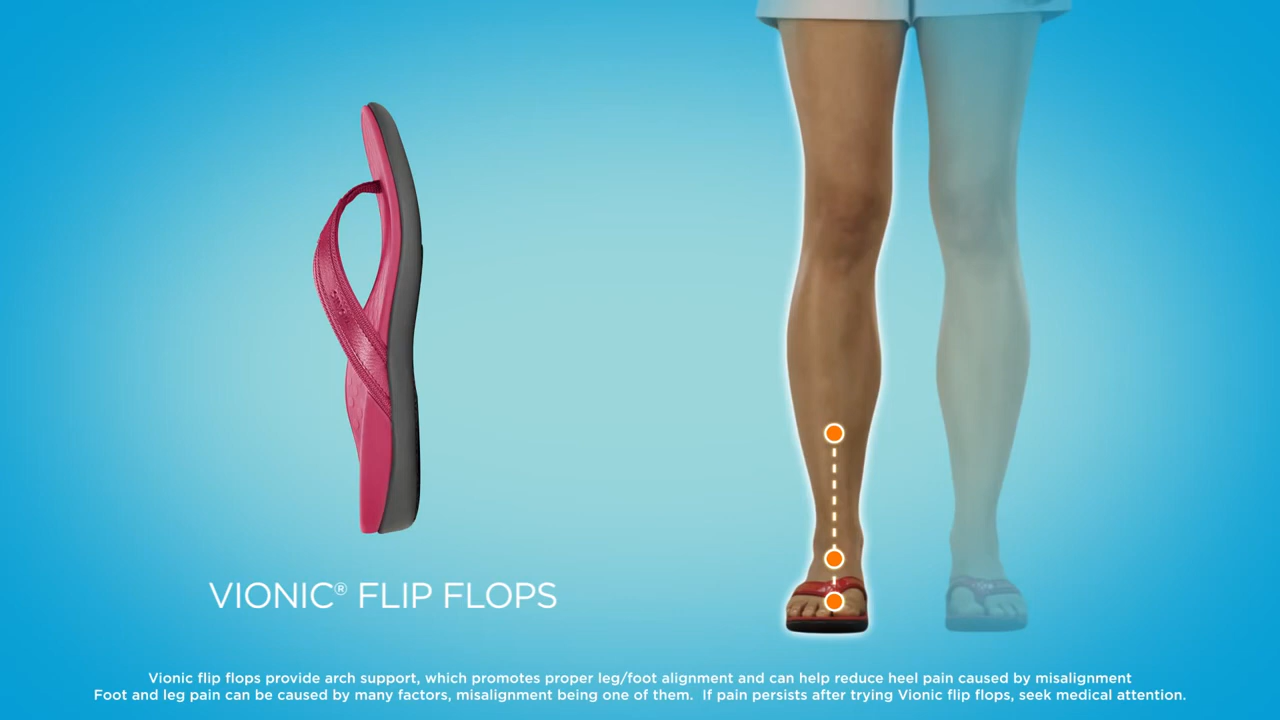 VIONIC® FLIP FLOPS
Vionic flip flops provide arch support, which promotes proper leg/foot alignment and can help reduce heel pain caused by misalignment
Foot and leg pain can be caused by many factors, misalignment being one of them. If pain persists after trying Vionic flip flops, seek medical attention.